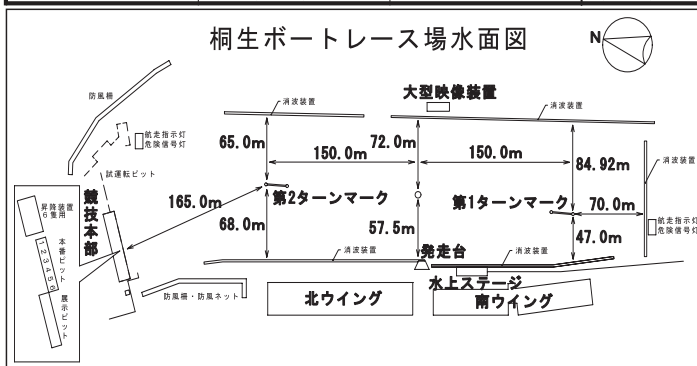 桐生ボートレース場水面図
N
防風柵
消波装置
大型映像装置
消波装置
航走指示灯
危険信号灯
65.0m
72.0m
150.0m
150.0m
84.92m
消波装置
試運転ピット
165.0m
第2ターンマーク
第1ターンマーク
70.0m
昇降装置
6隻用
競技本部
68.0m
57.5m
47.0m
航走指示灯
危険信号灯
本番ピット
1
2
3
4
5
6
展示ピット
消波装置
発走台
消波装置
防風柵・防風ネット
水上ステージ
北ウイング
南ウイング